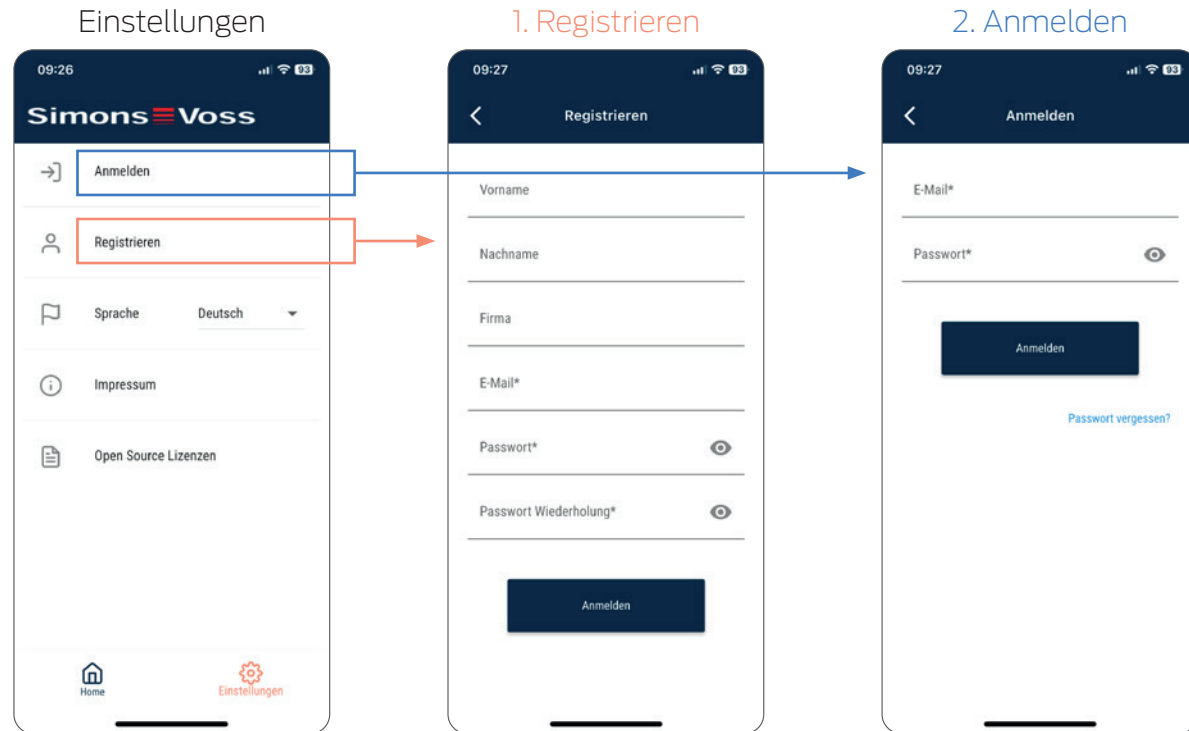 Einstellungen
09:26
93
Simons Voss
Anmelden
Registrieren
Sprache Deutsch
Impressum
Open Source Lizenzen
Home
Einstellungen
1. Registrieren
09:27
93
Registrieren
Vorname
Nachname
Firma
E-Mail*
Passwort*
Passwort Wiederholung*
Anmelden
2. Anmelden
09:27
93
Anmelden
E-Mail*
Passwort*
Anmelden
Passwort vergessen?